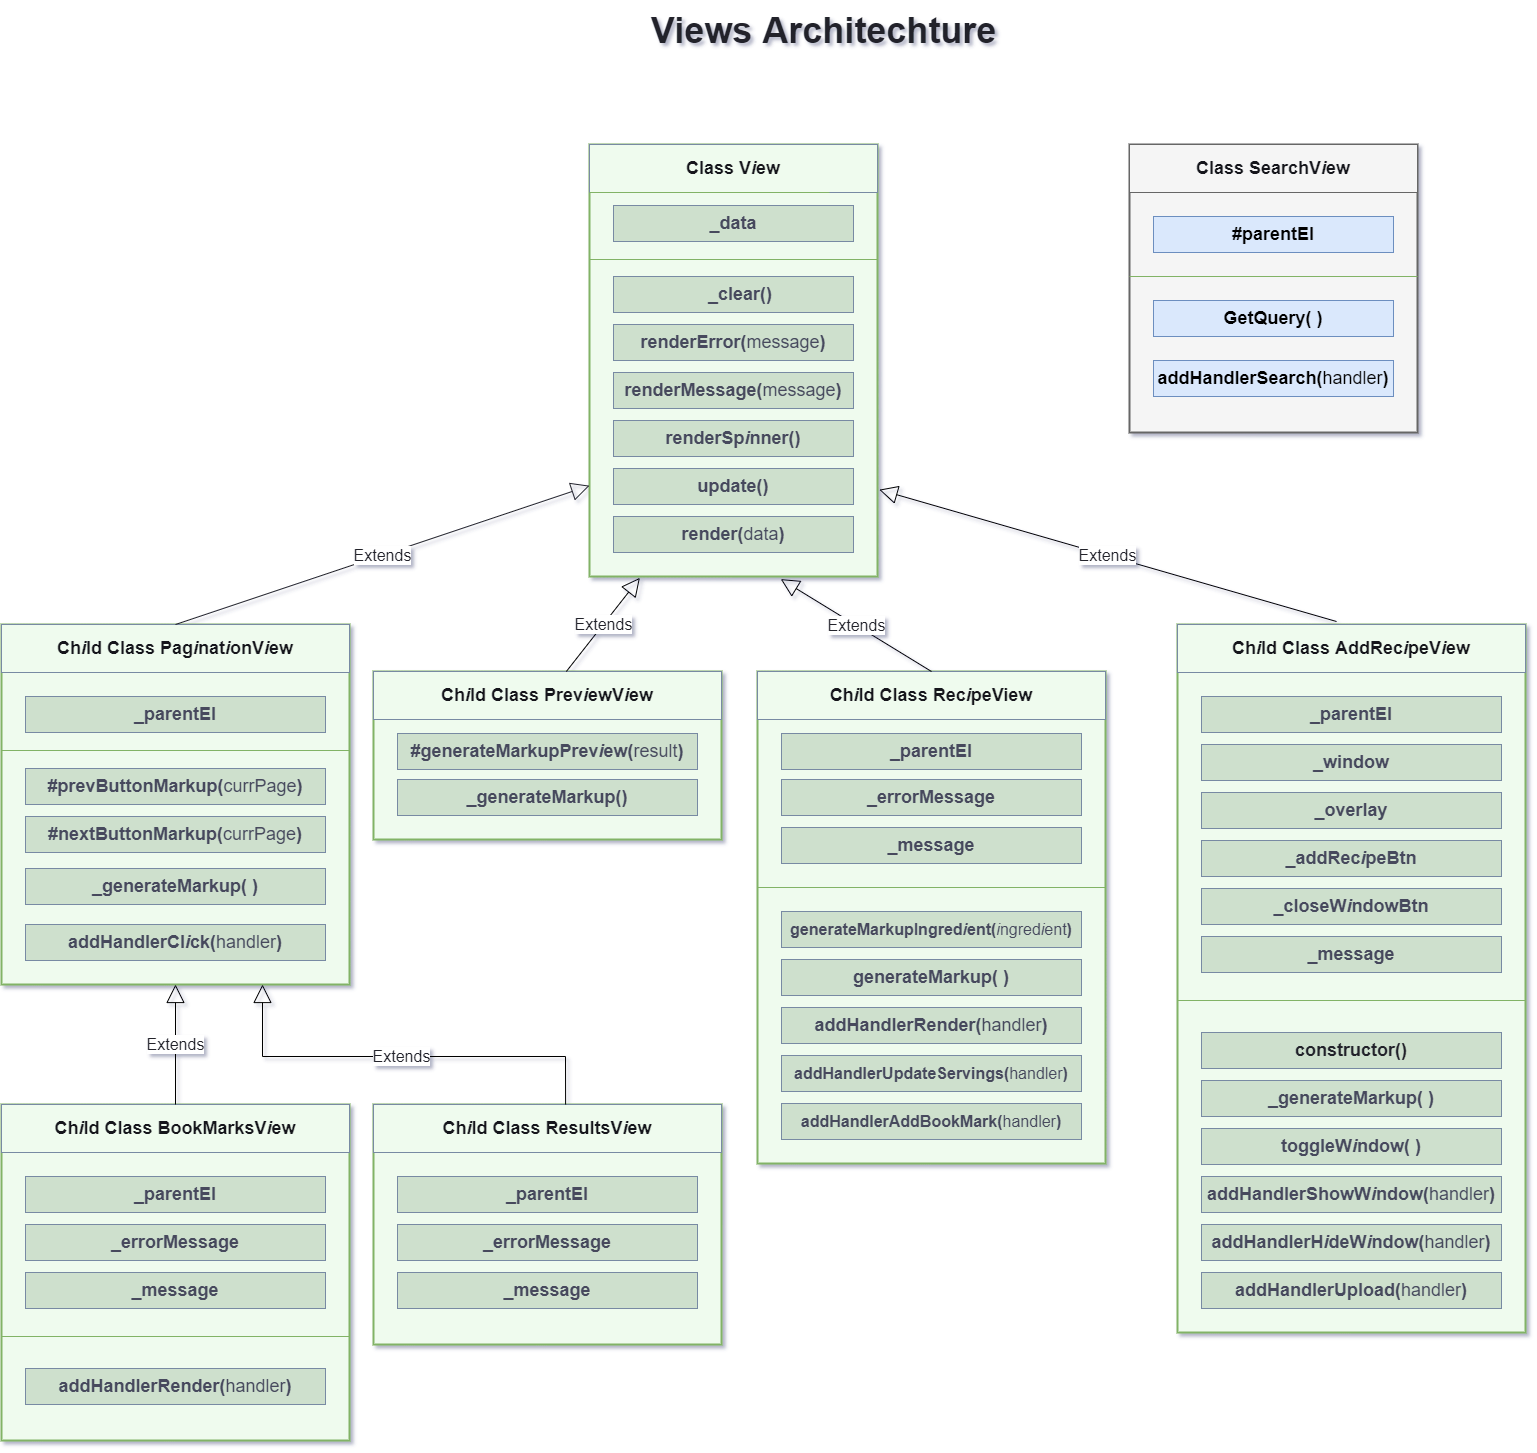 Views Architechture
Class View
_data
_clear()
renderError(message)
renderMessage(message)
renderSpinner()
update()
render(data)
Class SearchView
#parentEl
GetQuery( )
addHandlerSearch(handler)
Extends
Extends
Extends
Extends
Child Class PaginationView
_parentEl
#prevButtonMarkup(currPage)
#nextButtonMarkup(currPage)
_generateMarkup( )
addHandlerClick(handler)
Child Class PreviewView
#generateMarkupPreview(result)
_generateMarkup()
Child Class RecipeView
_parentEl
_errorMessage
_message
generateMarkupIngredient(ingredient)
generateMarkup( )
addHandlerRender(handler)
addHandlerUpdateServings(handler)
addHandlerAddBookMark(handler)
Child Class AddRecipeView
_parentEl
_window
_overlay
_addRecipeBtn
_closeWindowBtn
_message
constructor()
_generateMarkup( )
toggleWindow( )
addHandlerShowWindow(handler)
addHandlerHideWindow(handler)
addHandlerUpload(handler)
Extends
Extends
Child Class BookMarksView
_parentEl
_errorMessage
_message
addHandlerRender(handler)
Child Class ResultsView
_parentEl
_errorMessage
_message